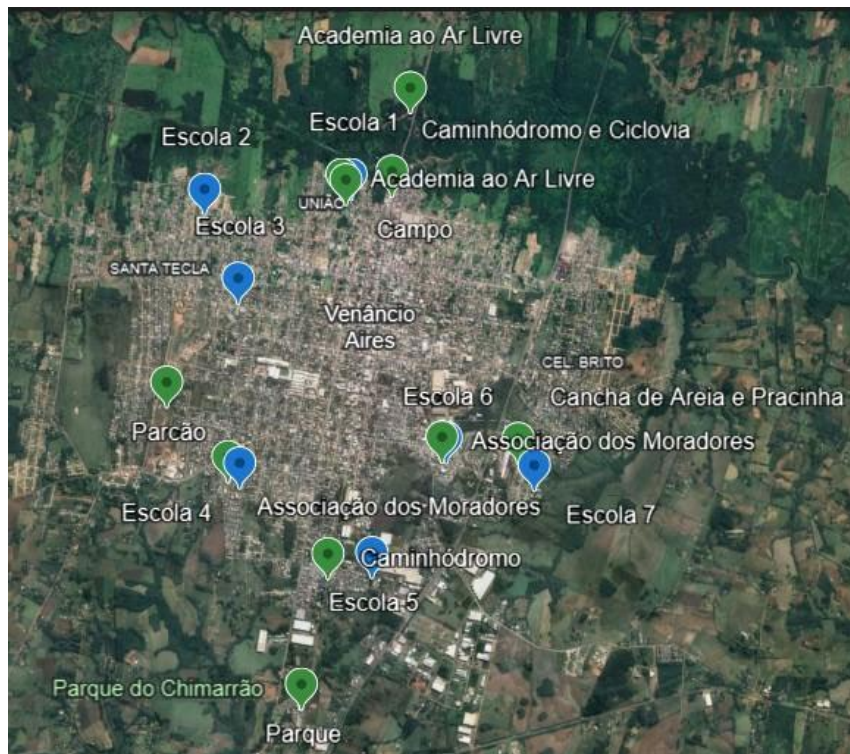 Academia ao Ar Livre
Escola 1
Caminhódromo e Ciclovia
Escola 2
Academia ao Ar Livre
UNIÃO
Escola 3
Campo
SANTA TECLA
Venâncio
Aires
CEL. BRITO
Escola 6
Cancha de Areia e Pracinha
Parcão
Associação dos Moradores
Escola 4
Associação dos Moradores
Escola 7
Caminhódromo
Escola 5
Parque do Chimarrão
Parque